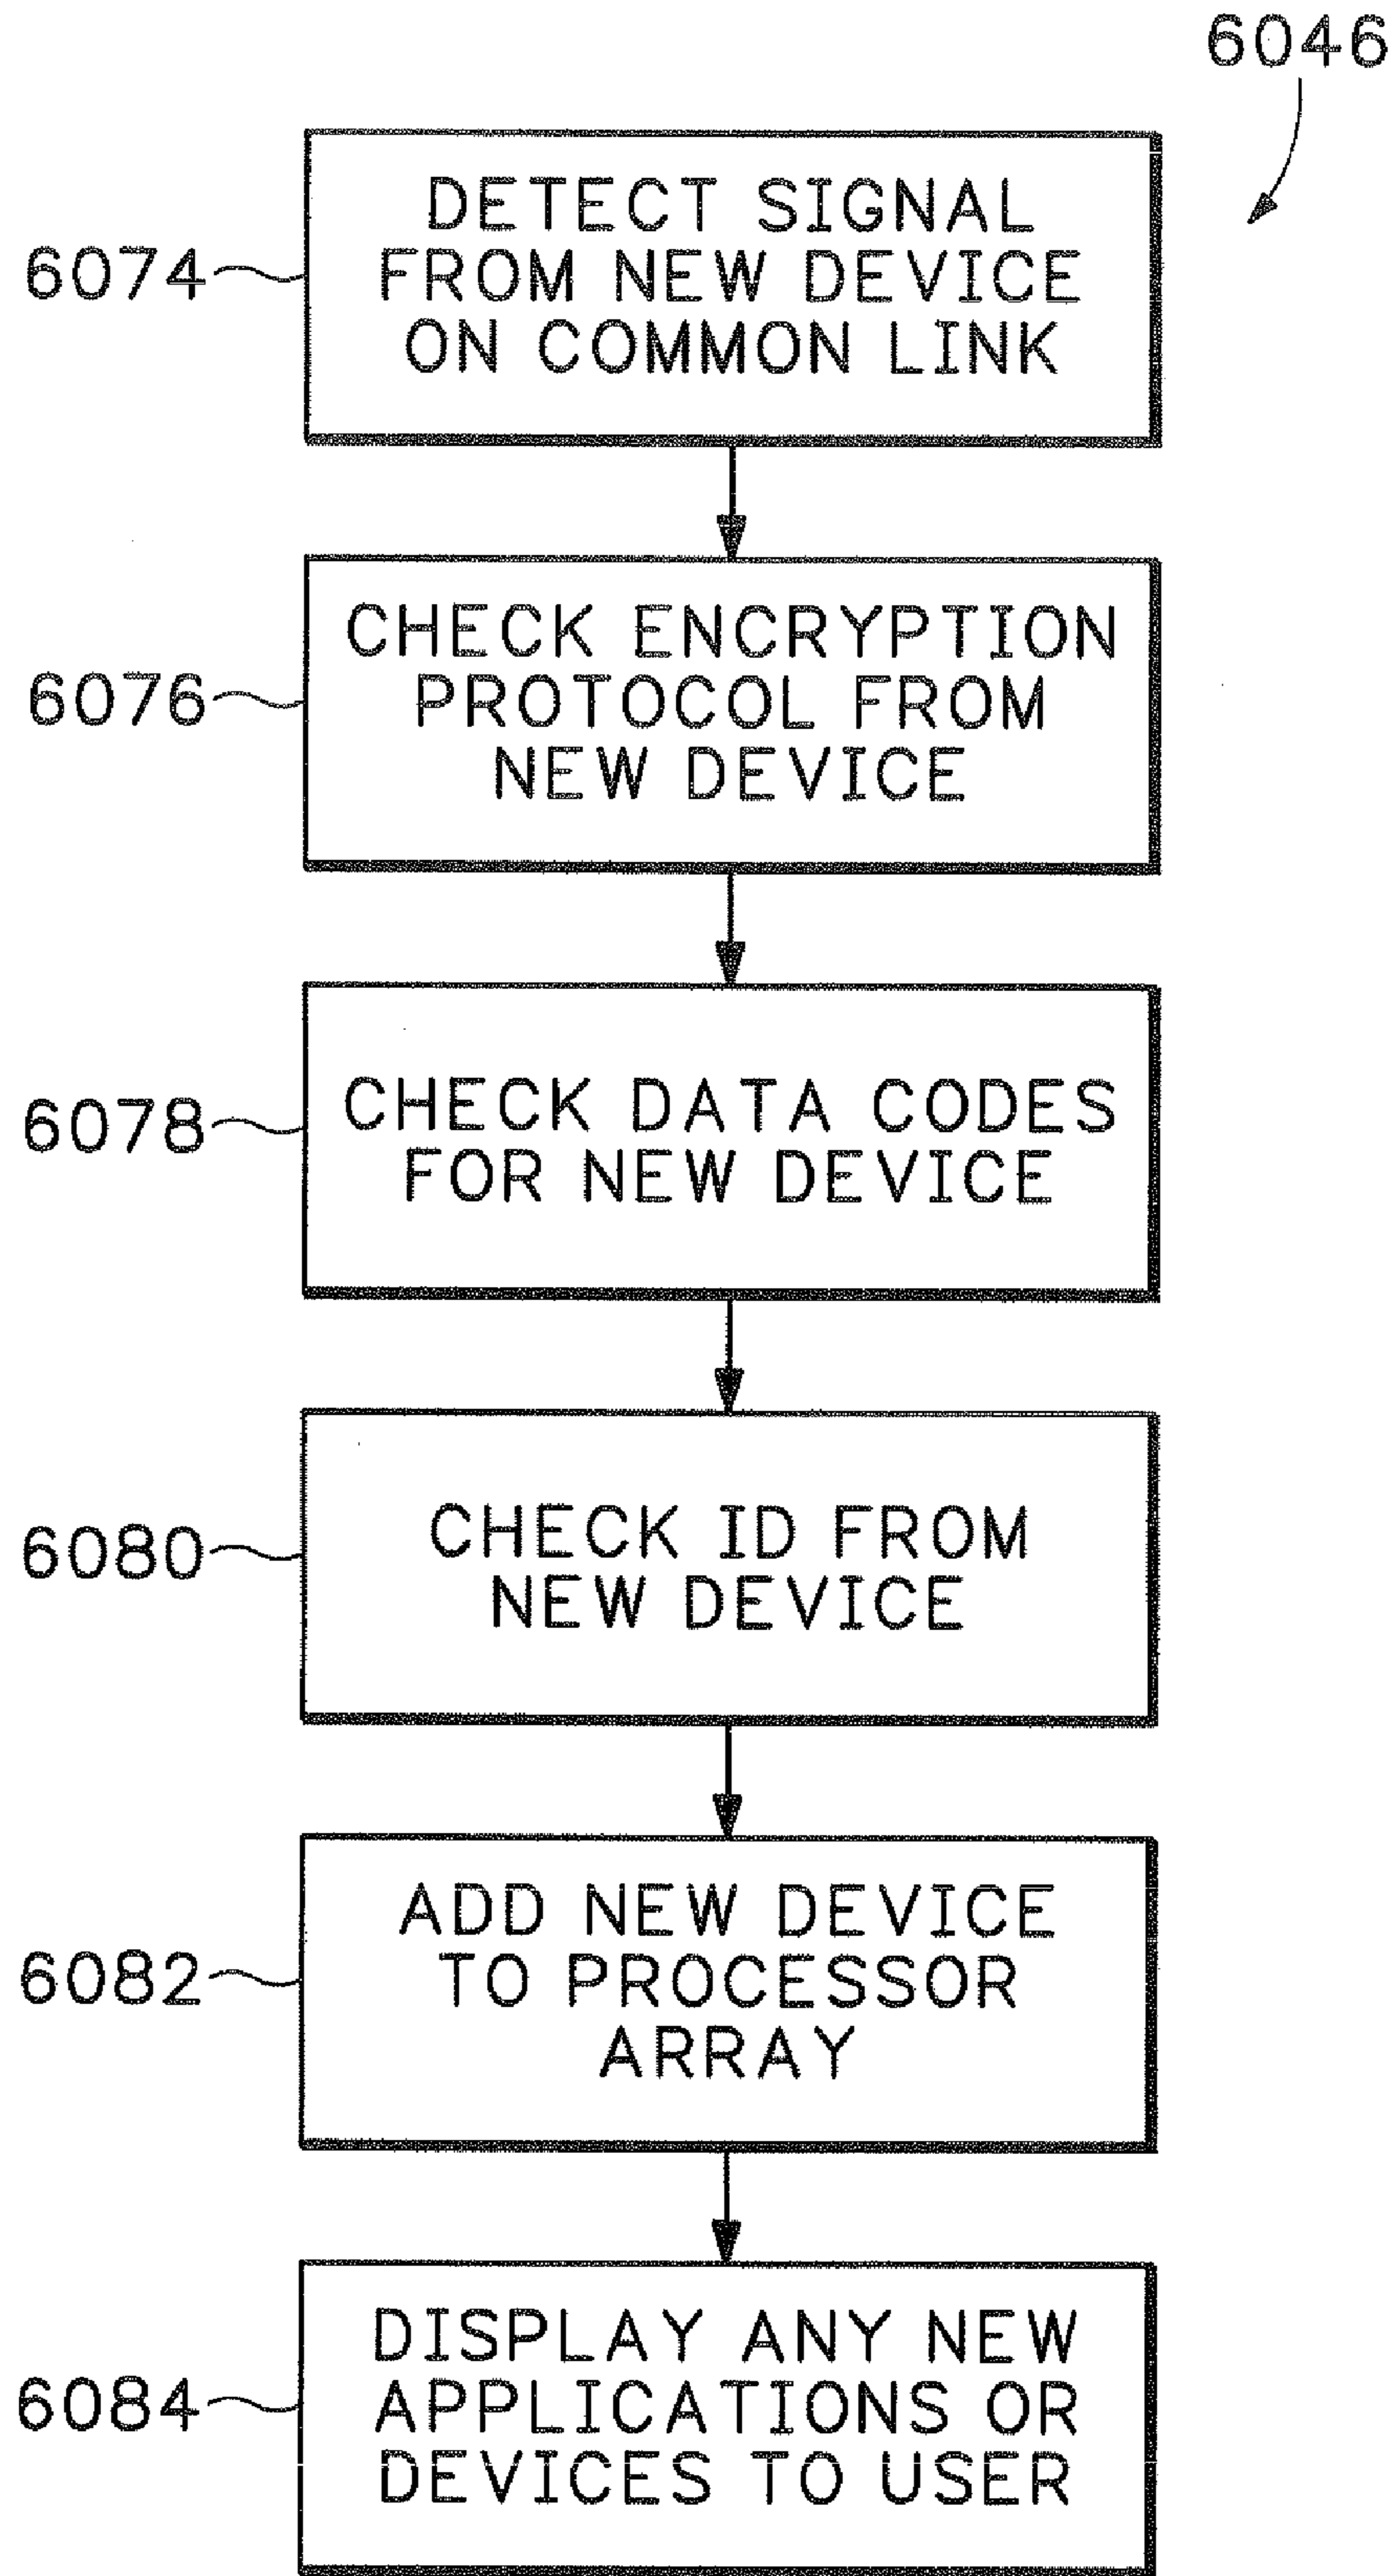 6046
DETECT SIGNAL
FROM NEW DEVICE
ON COMMON LINK
6074
CHECK ENCRYPTION
PROTOCOL FROM
NEW DEVICE
6076
CHECK DATA CODES
FOR NEW DEVICE
6078
CHECK ID FROM
NEW DEVICE
6080
ADD NEW DEVICE
TO PROCESSOR
ARRAY
6082
DISPLAY ANY NEW
APPLICATIONS OR
DEVICES TO USER
6084